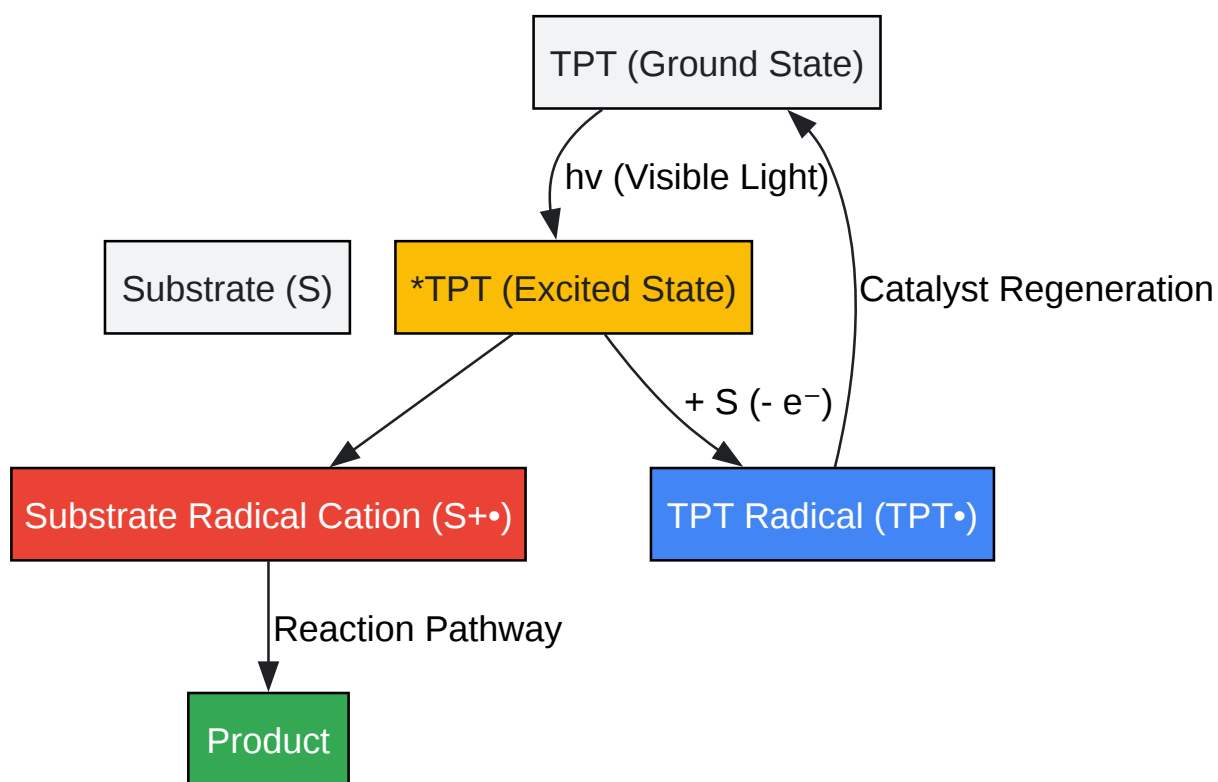 TPT (Ground State)
hv (Visible Light)
Substrate (S)
*TPT (Excited State)
Catalyst Regeneration
+ S (- e⁻)
Substrate Radical Cation (S+•)
TPT Radical (TPT•)
Reaction Pathway
Product